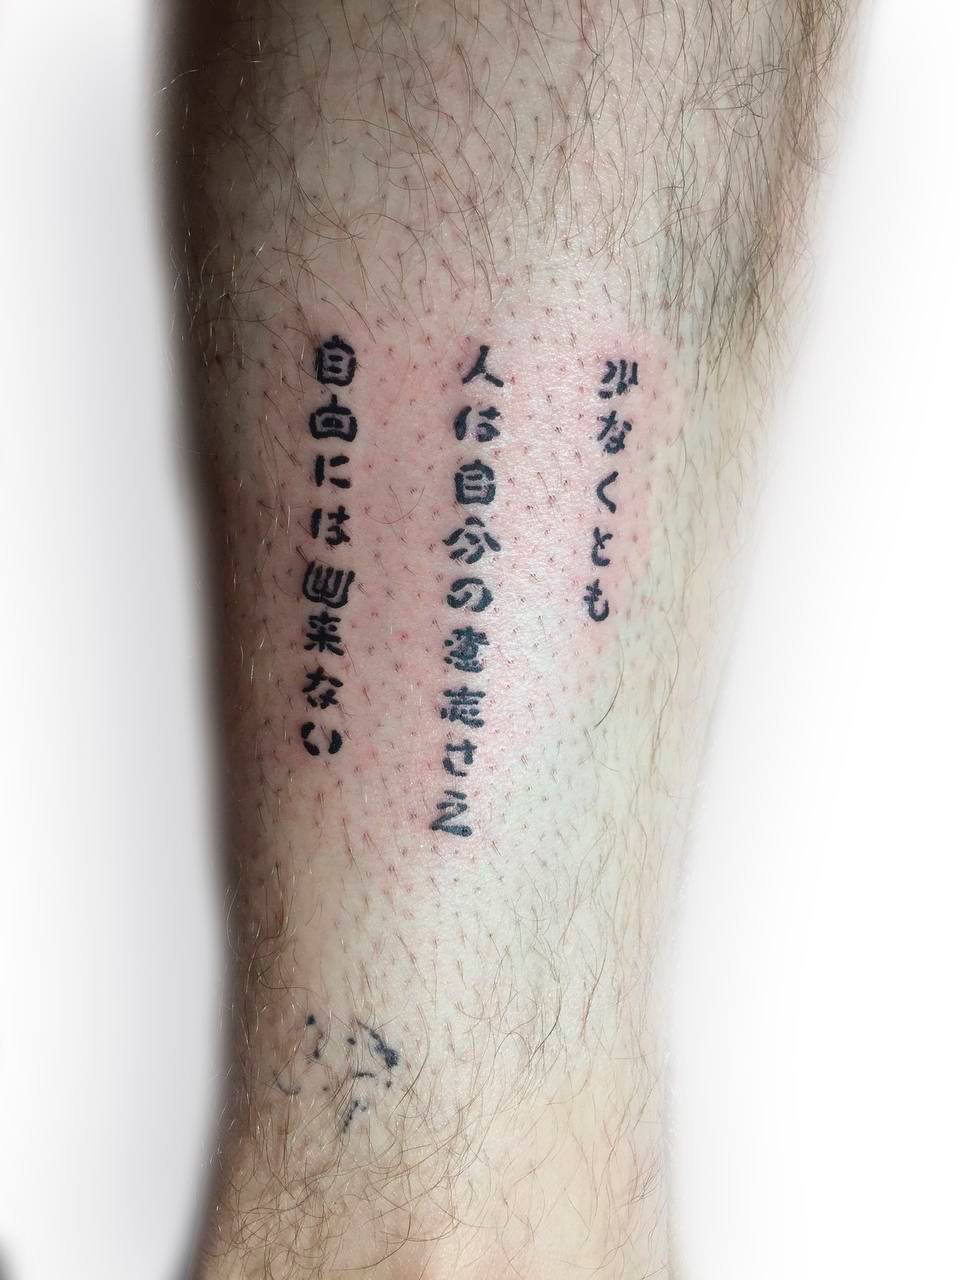 少なくとも
人は自分の意志さえ
自由には出来ない